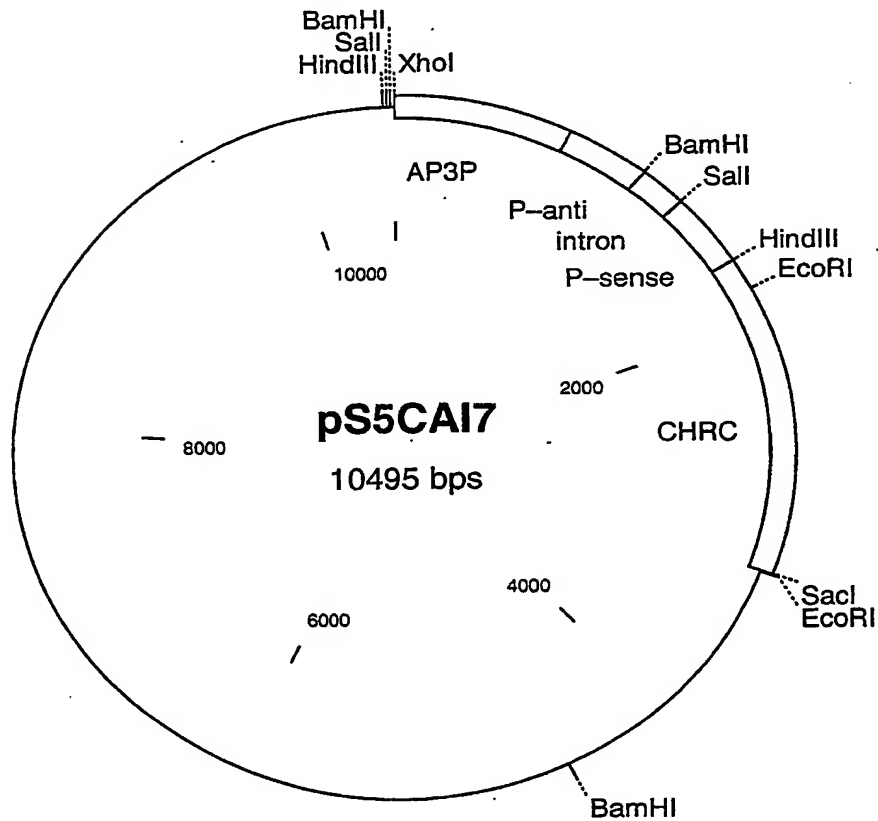 BamHI
SalI
HindIII XhoI
BamHI
AP3P
SalI
P–anti
intron
HindIII
P–sense
EcoRI
10000
2000
pS5CAI7
CHRC
8000
10495 bps
4000
SacI
6000
EcoRI
BamHI